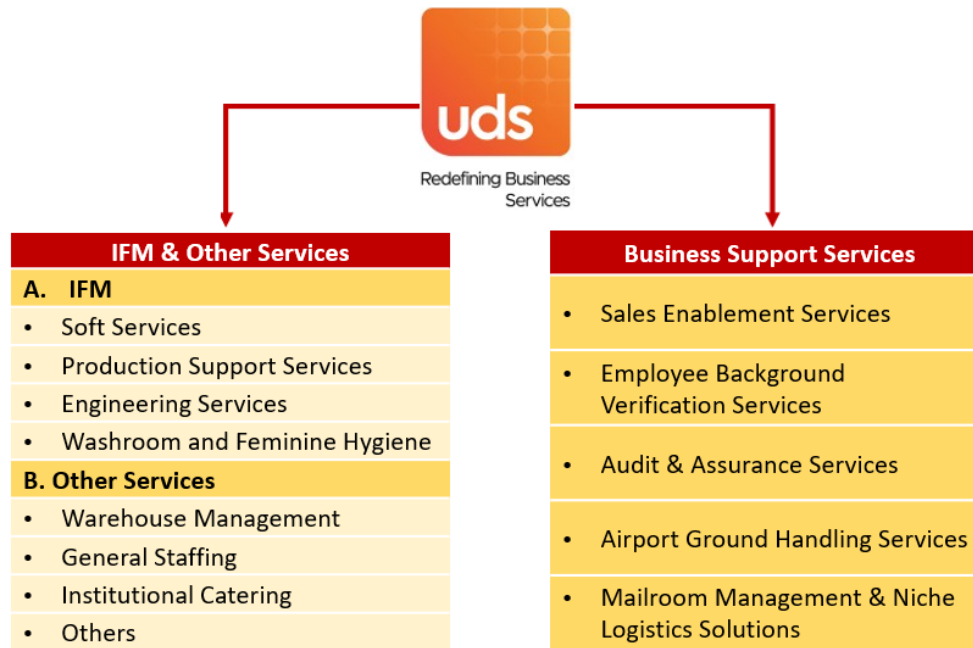 uds
Redefining Business
Services
IFM & Other Services
A. IFM
• Soft Services
• Production Support Services
• Engineering Services
• Washroom and Feminine Hygiene
B. Other Services
• Warehouse Management
• General Staffing
• Institutional Catering
• Others
Business Support Services
• Sales Enablement Services
• Employee Background
Verification Services
• Audit & Assurance Services
• Airport Ground Handling Services
• Mailroom Management & Niche
Logistics Solutions